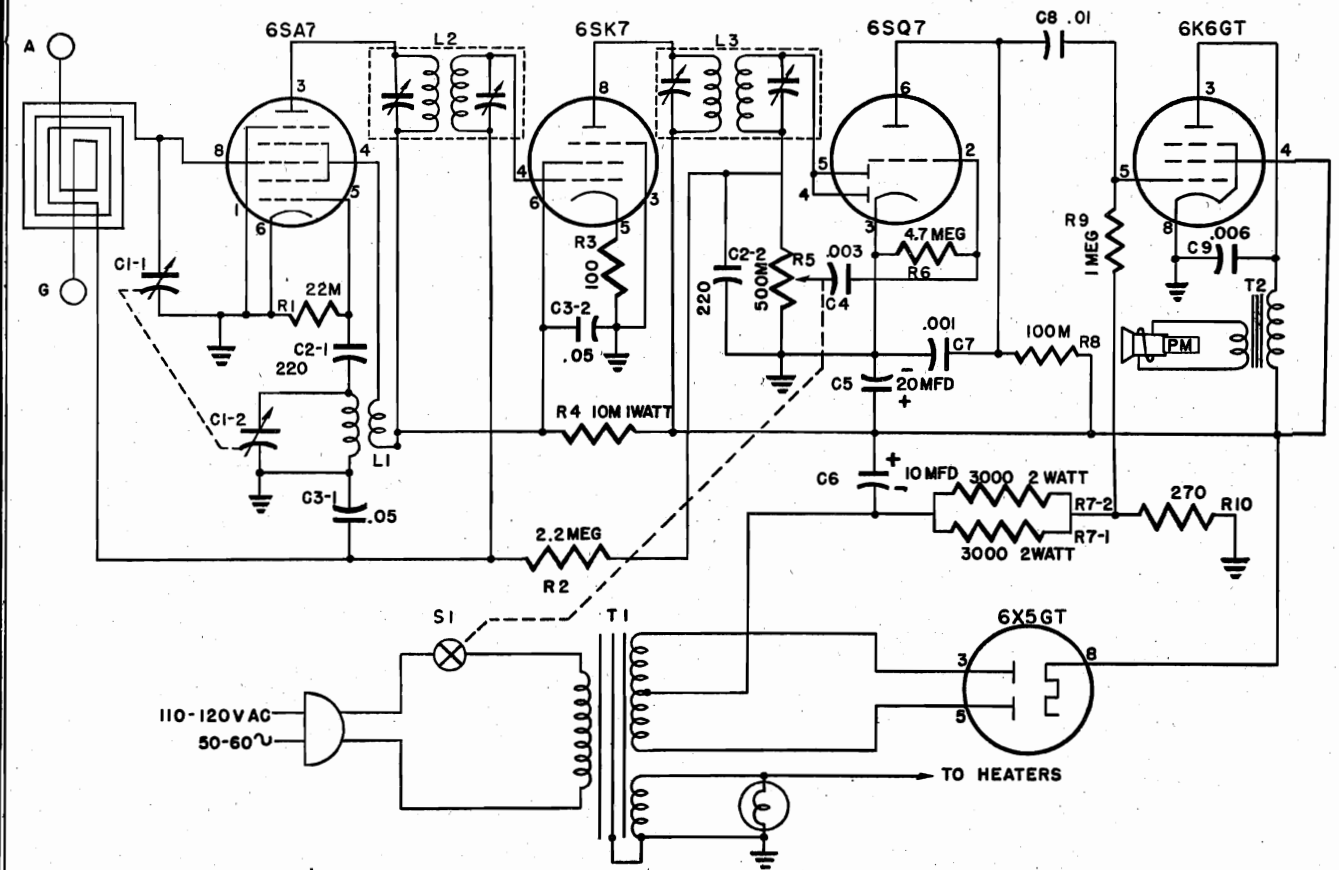 A
G
6SA7
3
8
4
1
5
6
L2
6SK7
8
4
6
3
5
L3
6SQ7
6
2
5
4
3
C8 .01
6K6GT
3
4
5
8
C1-1
R1
22M
C2-1
220
C1-2
L1
C3-1
.05
R3
100
C3-2
.05
R4 10M 1WATT
C2-2
220
R5
500M
.003
C4
4.7 MEG
R6
.001
C7
C5
-
20MFD
+
100M
R8
R9
1 MEG
C9
.006
T2
PM
C6
+
10 MFD
-
3000 2 WATT
R7-2
R7-1
3000 2WATT
270
R10
2.2 MEG
R2
S1
T1
110-120V AC
50-60~
6X5GT
3
8
5
TO HEATERS